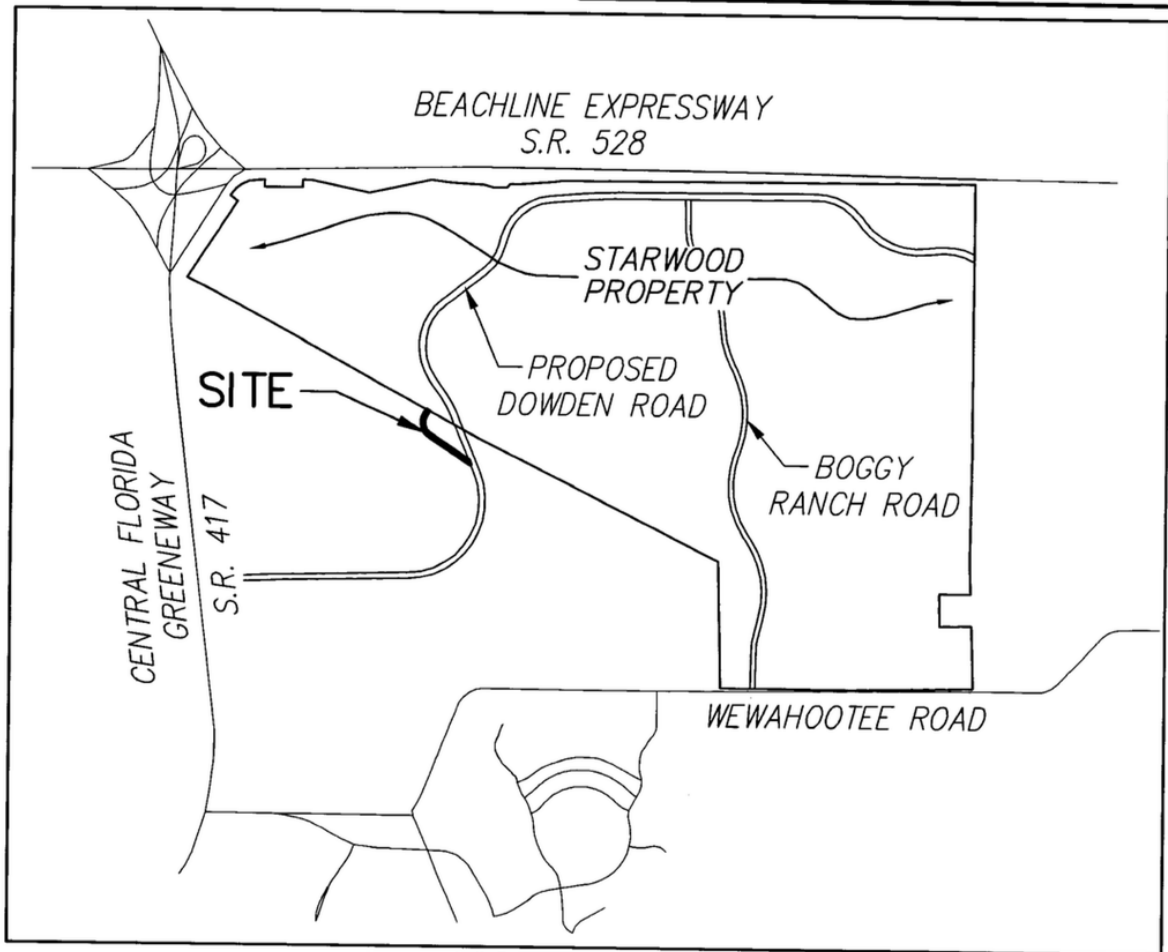 BEACHLINE EXPRESSWAY
S.R. 528
STARWOOD
PROPERTY
SITE
PROPOSED
DOWDEN ROAD
BOGGY
RANCH ROAD
CENTRAL FLORIDA
GREENEWAY
S.R. 417
WEWAHOOTEE ROAD